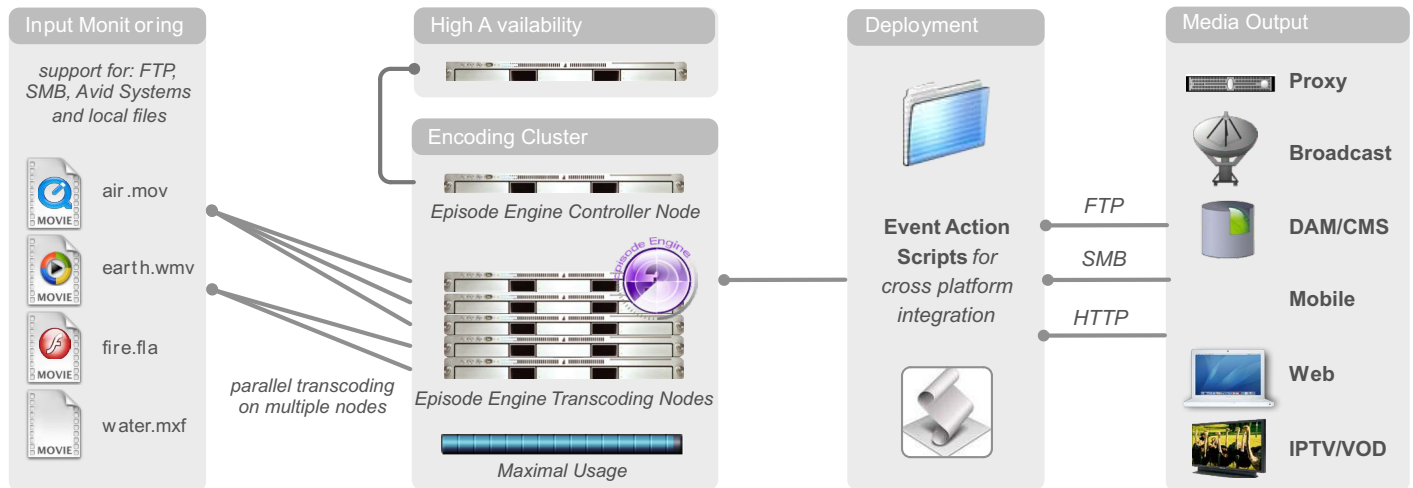 Input Monit oring
support for: FTP,
SMB, Avid Systems
and local files
MOVIE
air.mov
MOVIE
earth.wmv
MOVIE
fire.fla
MOVIE
water.mxf
parallel transcoding
on multiple nodes
High A vailability
Encoding Cluster
Episode Engine Controller Node
Episode Engine
Episode Engine Transcoding Nodes
Maximal Usage
Deployment
Event Action
Scripts for
cross platform
integration
FTP
SMB
HTTP
Media Output
Proxy
Broadcast
DAM/CMS
Mobile
Web
IPTV/VOD